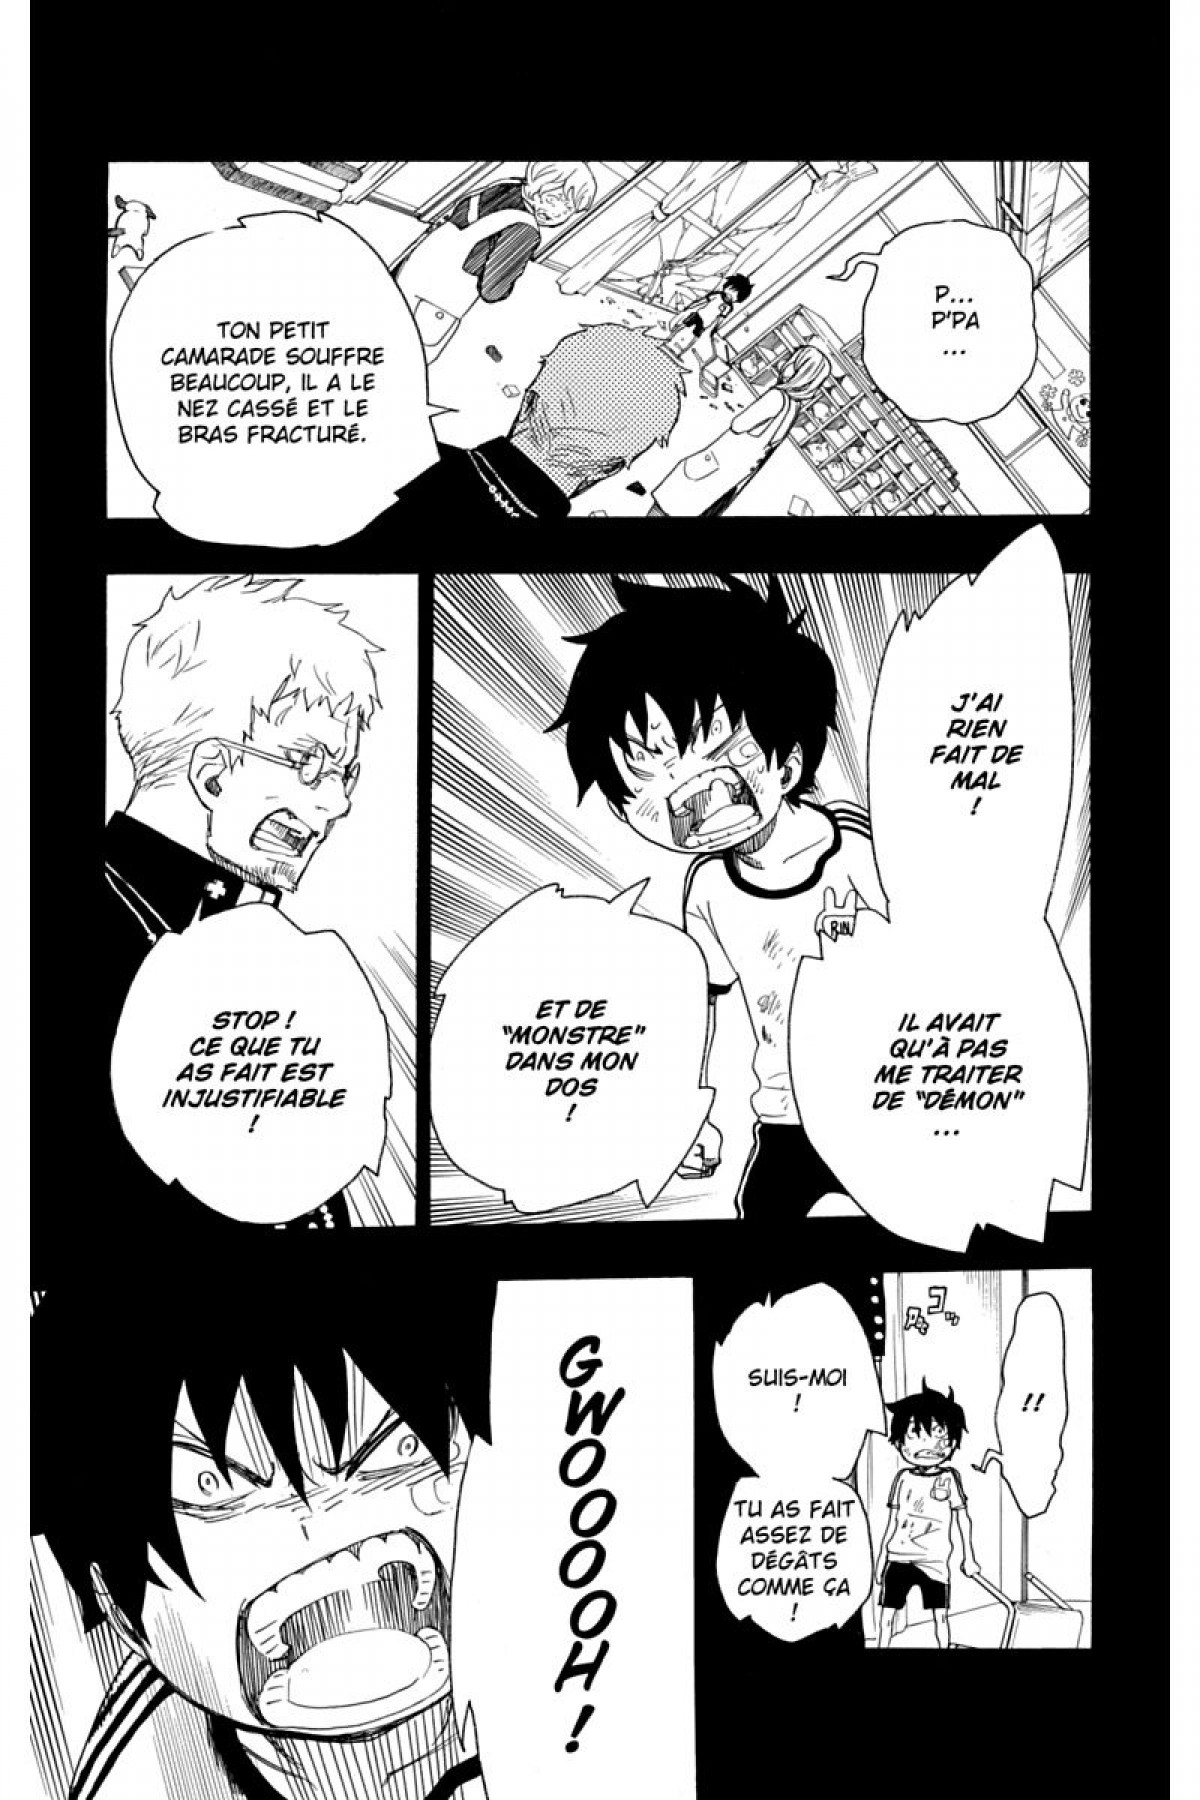 P...
P'PA
...
TON PETIT
CAMARADE SOUFFRE
BEAUCOUP, IL A LE
NEZ CASSÉ ET LE
BRAS FRACTURÉ.
J'AI
RIEN
FAIT DE
MAL
!
RIN
IL AVAIT
QU'À PAS
ME TRAITER
DE "DÉMON"
...
ET DE
"MONSTRE"
DANS MON
DOS
!
STOP !
CE QUE TU
AS FAIT EST
INJUSTIFIABLE
!
!!
コッ
SUIS-MOI
!
TU AS FAIT
ASSEZ DE
DÉGÂTS
COMME ÇA
!
GWOOOOOH !